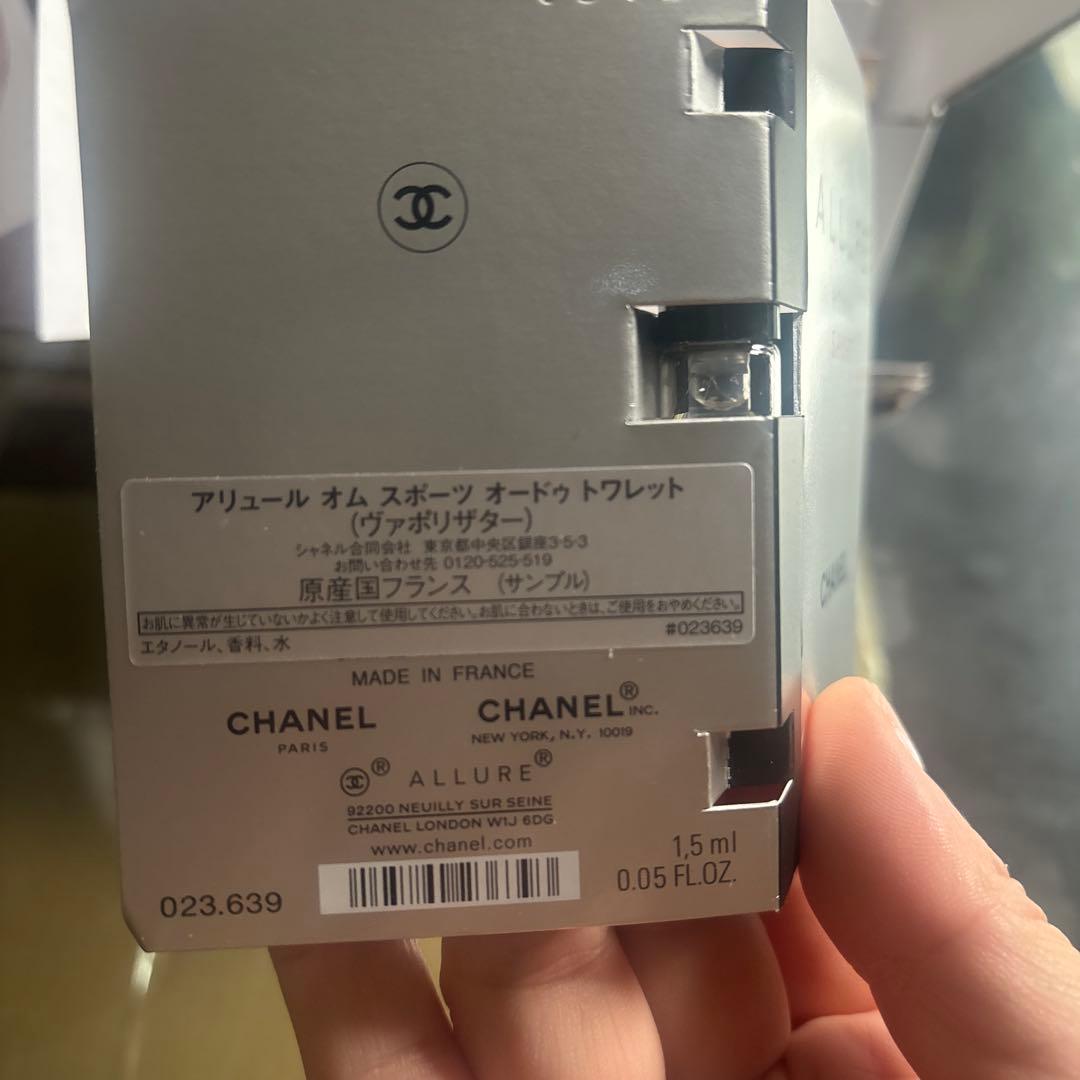 アリュール オム スポーツ オードゥ トワレット
(ヴァポリザター)
シャネル合同会社 東京都中央区銀座3-5-3
お問い合わせ先 0120-525-519
原産国フランス (サンプル)
お肌に異常が生じていないかよく注意して使用してください。お肌に合わないときは、ご使用をおやめください。
#023639
エタノール、香料、水
MADE IN FRANCE
CHANEL
PARIS
CHANEL® INC.
NEW YORK, N.Y. 10019
® ALLURE®
92200 NEUILLY SUR SEINE
CHANEL LONDON W1J 6DG
www.chanel.com
023.639
1,5 ml
0.05 FL.OZ.
CHANEL